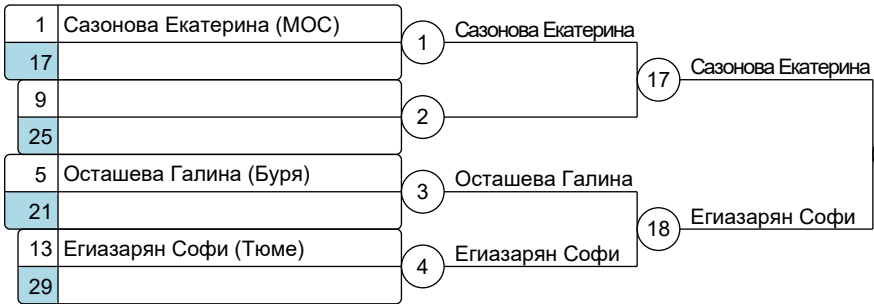 1 Сазонова Екатерина (МОС)
17
1 Сазонова Екатерина
9
25
2
17 Сазонова Екатерина
5 Осташева Галина (Буря)
21
3 Осташева Галина
13 Егиазарян Софи (Тюме)
29
4 Егиазарян Софи
18 Егиазарян Софи